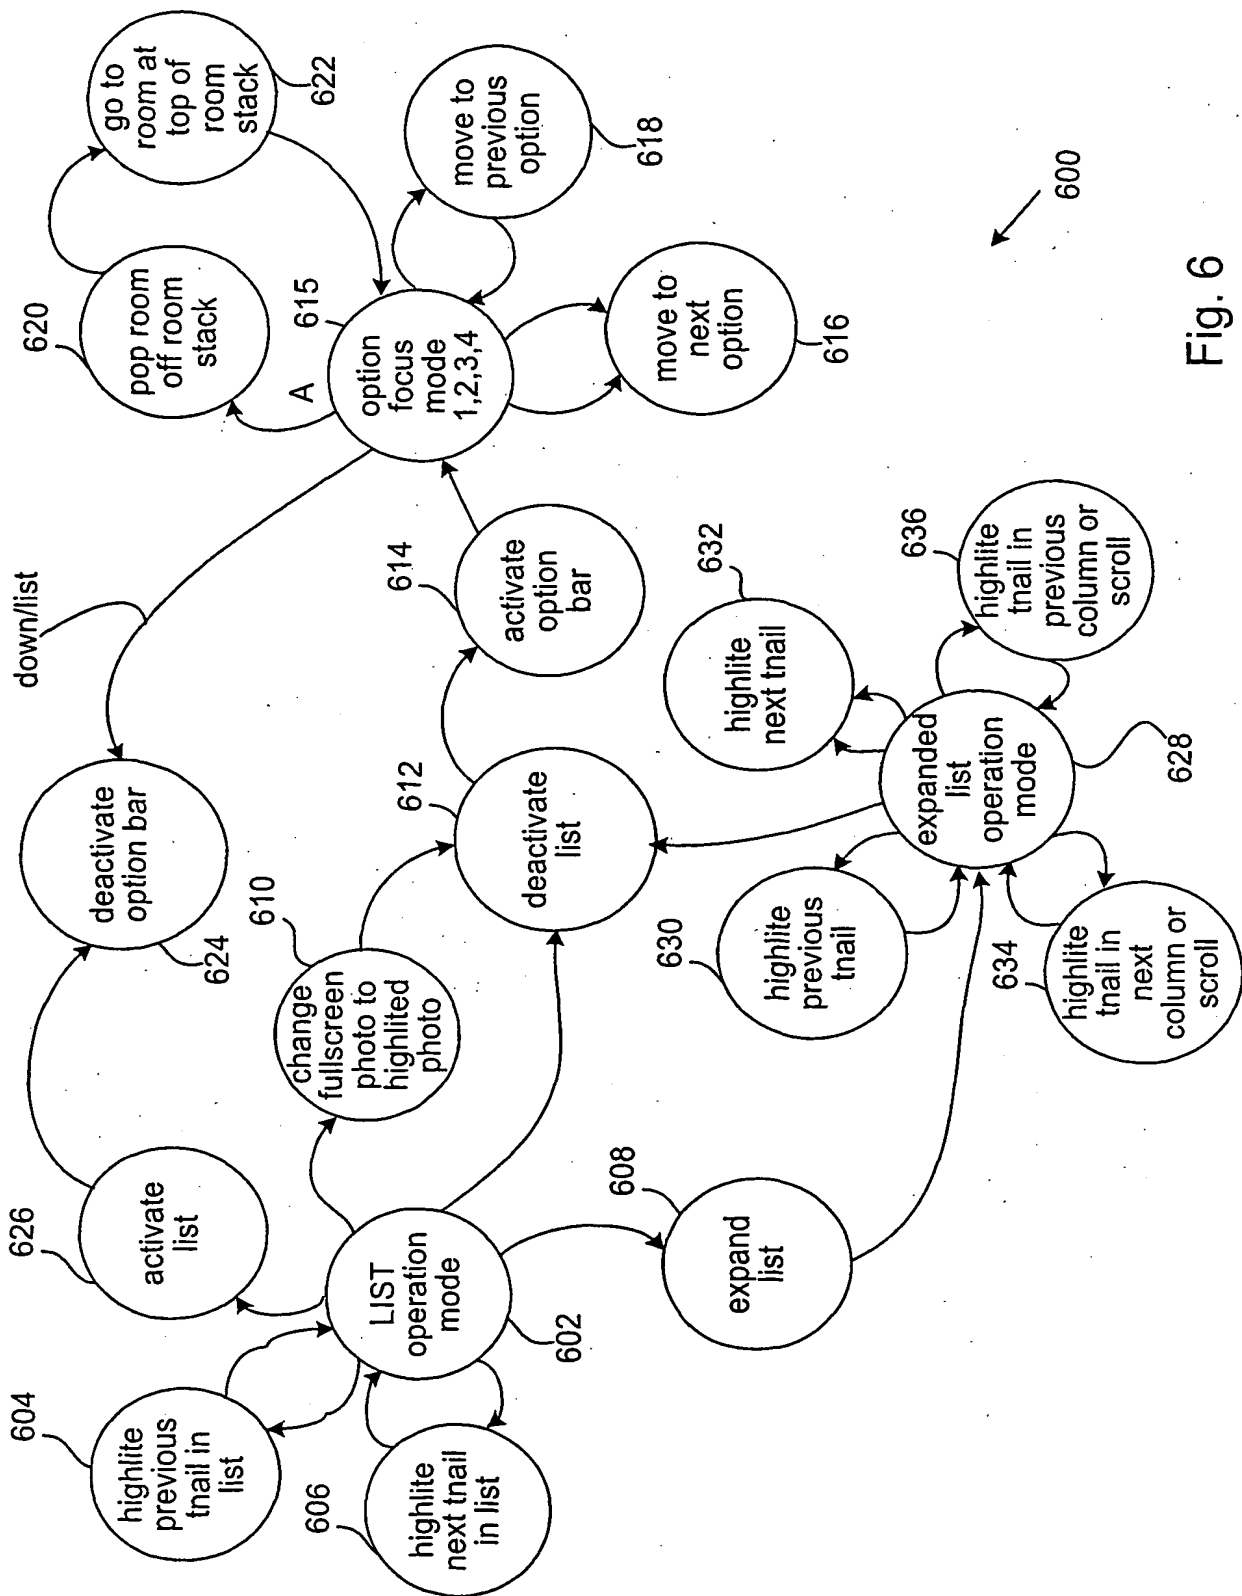 604
highlite
previous
tnail in
list
606
highlite
next tnail
in list
626
activate
list
LIST
operation
mode
602
608
expand
list
624
deactivate
option bar
610
change
fullscreen
photo to
highlited
photo
612
deactivate
list
down/list
614
activate
option
bar
620
pop room
off room
stack
go to
room at
top of
room
stack
622
A
615
option
focus
mode
1,2,3,4
move to
previous
option
618
move to
next
option
616
630
highlite
previous
tnail
634
highlite
tnail in
next
column or
scroll
632
highlite
next tnail
expanded
list
operation
mode
628
636
highlite
tnail in
previous
column or
scroll
600
Fig. 6